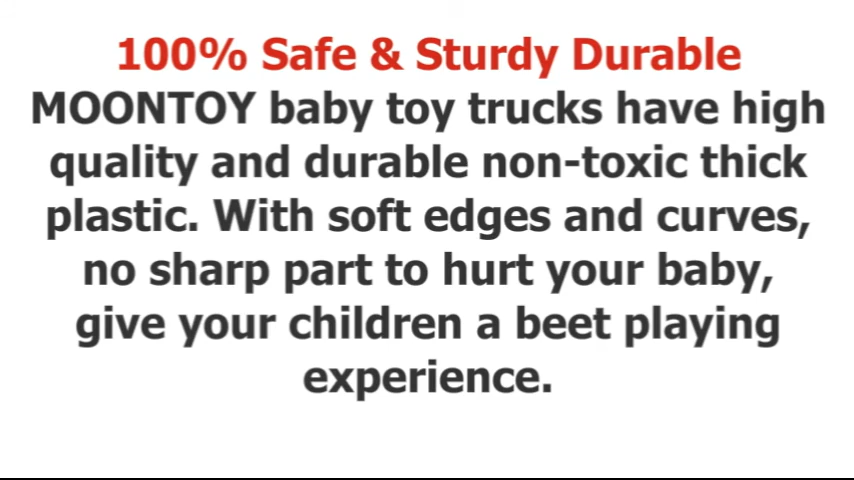 100% Safe & Sturdy Durable
MOONTOY baby toy trucks have high
quality and durable non-toxic thick
plastic. With soft edges and curves,
no sharp part to hurt your baby,
give your children a beet playing
experience.